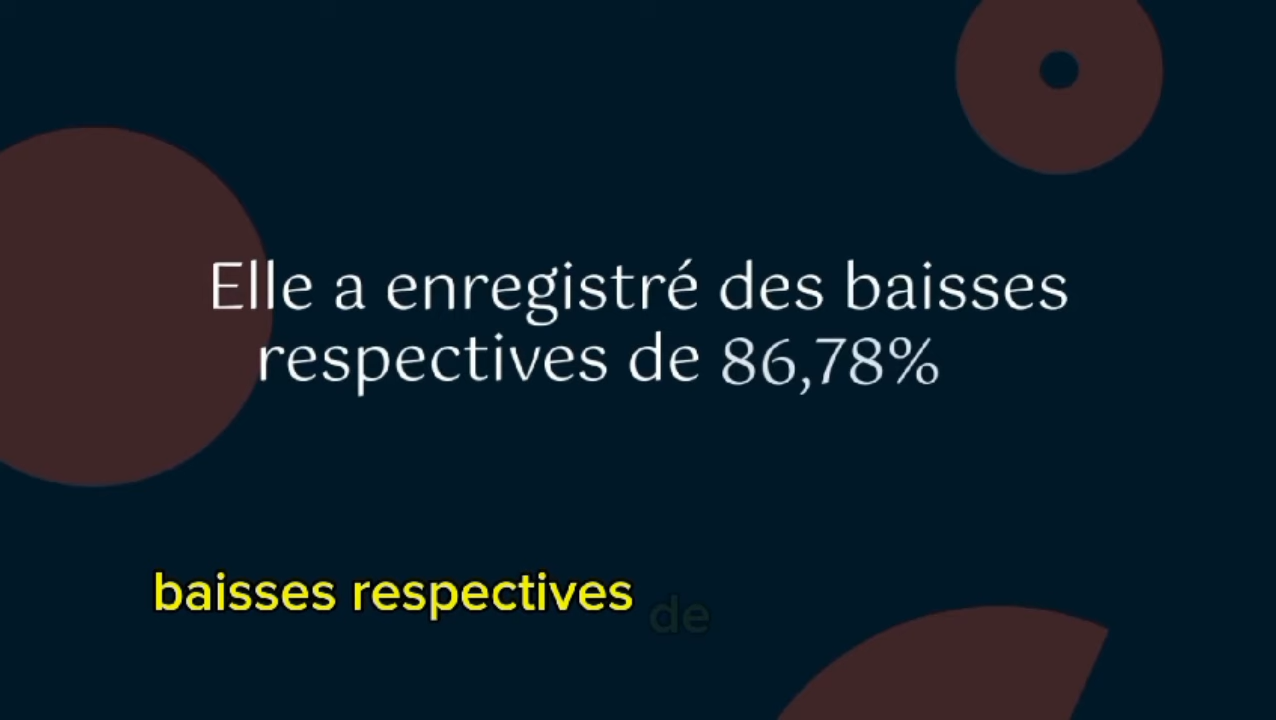 Elle a enregistré des baisses
respectives de 86,78%
baisses respectives de